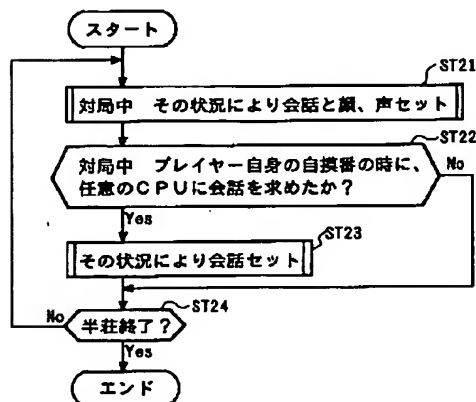 スタート
ST21
対局中　その状況により会話と顔、声セット
ST22
対局中　プレイヤー自身の自摸番の時に、
任意のＣＰＵに会話を求めたか？
No
Yes
ST23
その状況により会話セット
ST24
No
半荘終了？
Yes
エンド